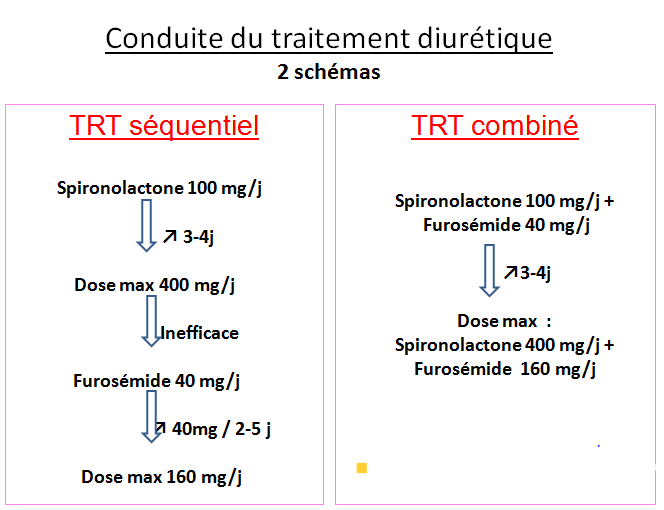 Conduite du traitement diurétique
2 schémas
TRT séquentiel
Spironolactone 100 mg/j
↗ 3-4j
Dose max 400 mg/j
Inefficace
Furosémide 40 mg/j
↗ 40mg / 2-5 j
Dose max 160 mg/j
TRT combiné
Spironolactone 100 mg/j +
Furosémide 40 mg/j
↗3-4j
Dose max :
Spironolactone 400 mg/j +
Furosémide 160 mg/j